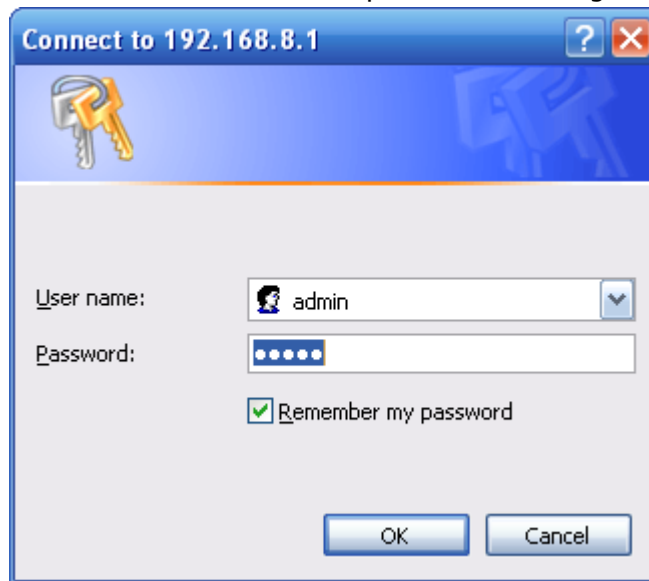 Connect to 192.168.8.1
User name:
admin
Password:
●●●●●
Remember my password
OK
Cancel